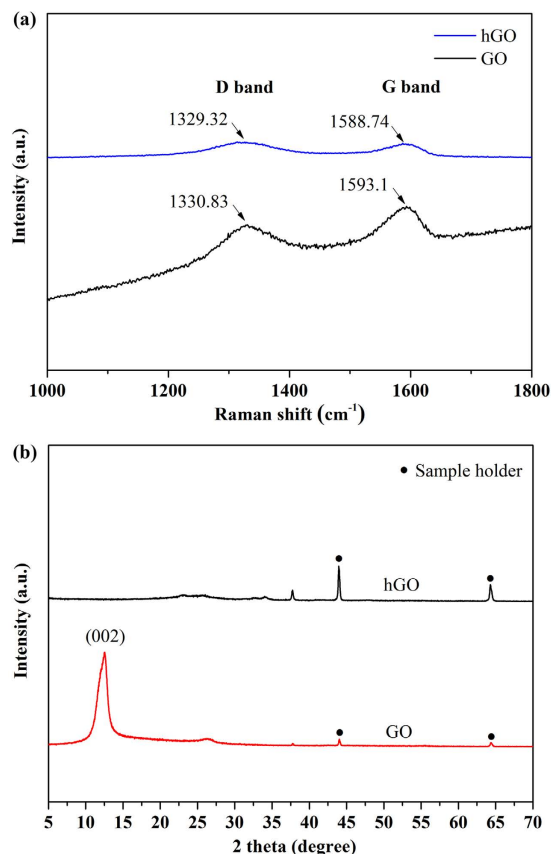 (a)
hGO
GO
D band
G band
1329.32
1588.74
1330.83
1593.1
Intensity (a.u.)
1000
1200
1400
1600
1800
Raman shift (cm⁻¹)
(b)
Sample holder
hGO
(002)
GO
Intensity (a.u.)
5 10 15 20 25 30 35 40 45 50 55 60 65 70
2 theta (degree)